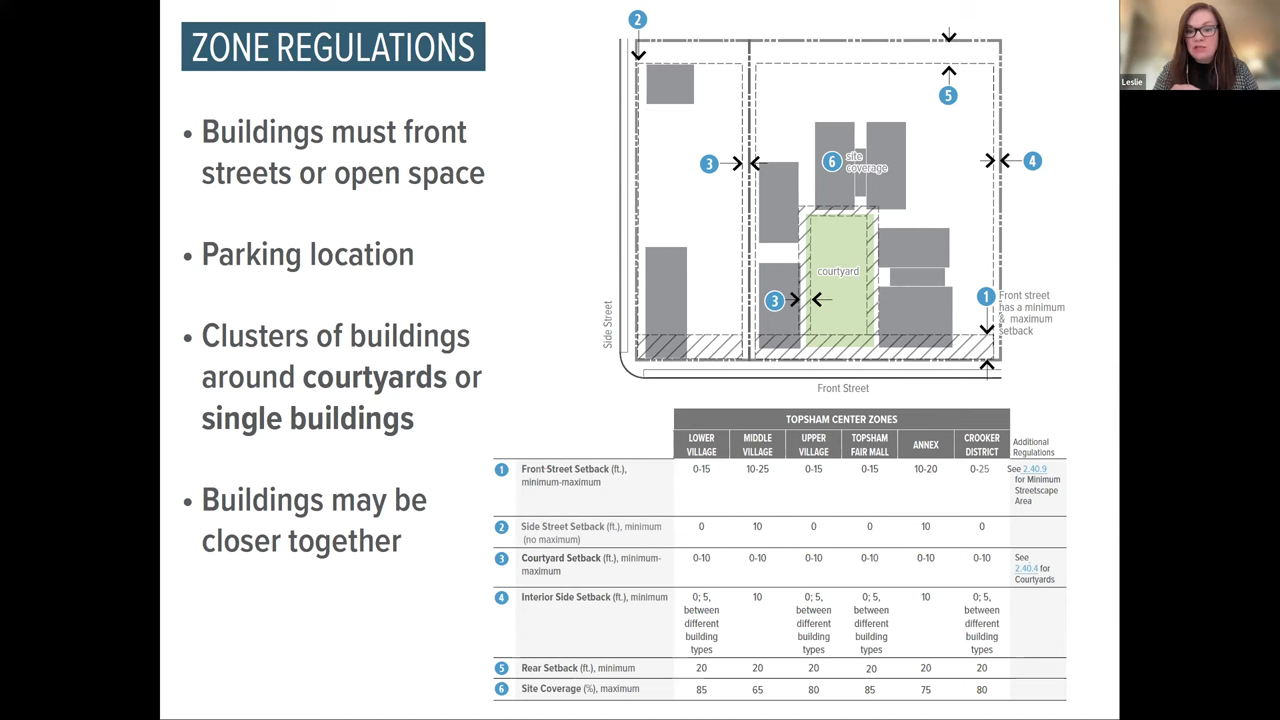 ZONE REGULATIONS
• Buildings must front
streets or open space
• Parking location
• Clusters of buildings
around courtyards or
single buildings
• Buildings may be
closer together
2
5
3
6
site
coverage
4
courtyard
3
1
Front street
has a minimum
& maximum
setback
Side Street
Front Street
Leslie
TOPSHAM CENTER ZONES
LOWER VILLAGE MIDDLE VILLAGE UPPER VILLAGE TOPSHAM FAIR MALL ANNEX CROOKER DISTRICT Additional Regulations
1 Front Street Setback (ft.), 0-15 10-25 0-15 0-15 10-20 0-25 See 2.40.9
minimum-maximum for Minimum
Streetscape
Area
2 Side Street Setback (ft.), minimum 0 10 0 0 10 0
(no maximum)
3 Courtyard Setback (ft.), minimum- 0-10 0-10 0-10 0-10 0-10 0-10 See
maximum 2.40.4 for
Courtyards
4 Interior Side Setback (ft.), minimum 0; 5, 10 0; 5, 0; 5, 10 0; 5,
between between between between
different different different different
building building building building
types types types types
5 Rear Setback (ft.), minimum 20 20 20 20 20 20
6 Site Coverage (%), maximum 85 65 80 85 75 80